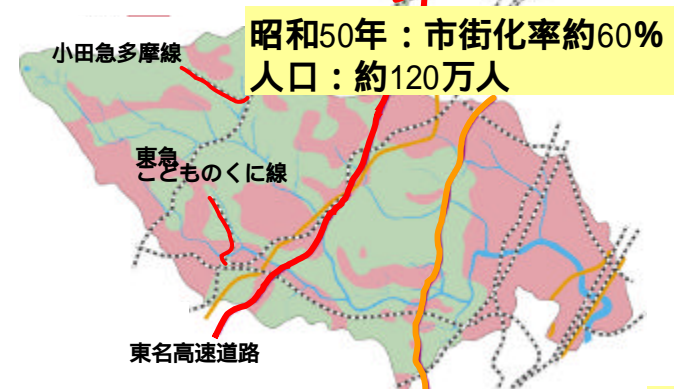 昭和50年：市街化率約60%
人口：約120万人
小田急多摩線
東急
こどものくに線
東名高速道路